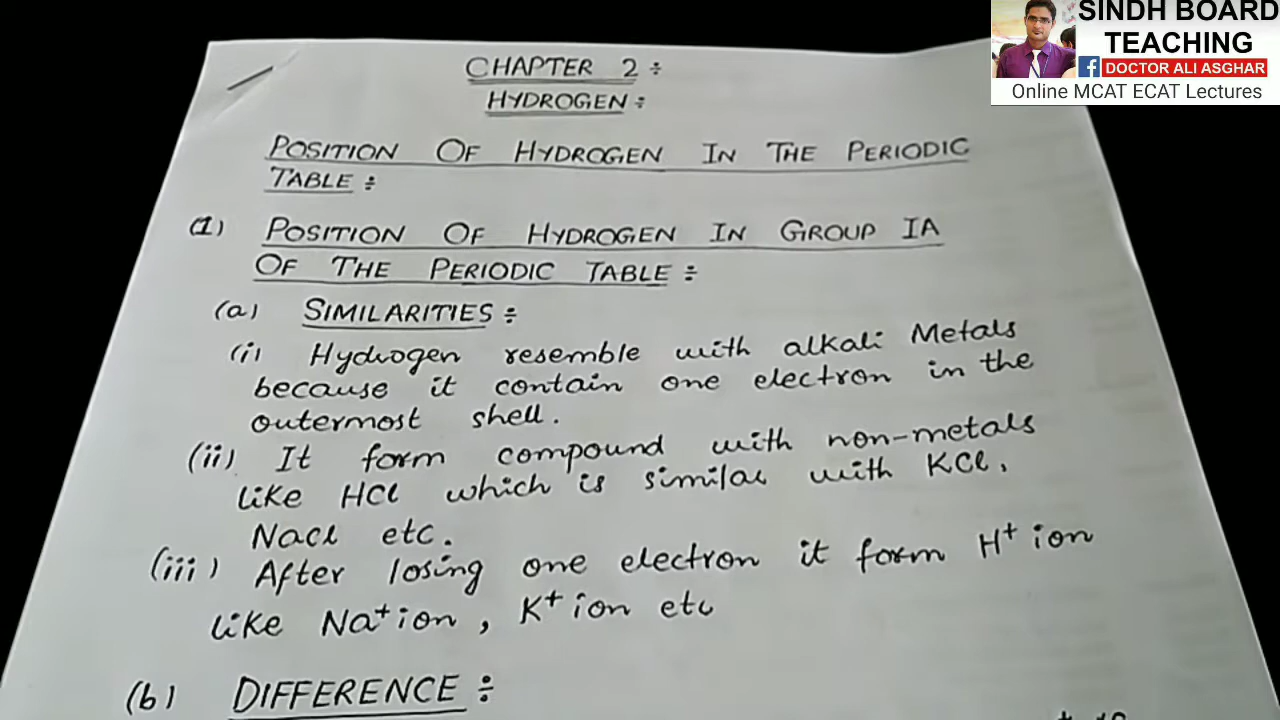 SINDH BOARD
TEACHING
f DOCTOR ALI ASGHAR
Online MCAT ECAT Lectures
CHAPTER 2 ÷
HYDROGEN ÷
POSITION OF HYDROGEN IN THE PERIODIC
TABLE ÷
(1) POSITION OF HYDROGEN IN GROUP IA
OF THE PERIODIC TABLE ÷
(a) SIMILARITIES ÷
(i) Hydrogen resemble with alkali Metals
because it contain one electron in the
outermost shell.
(ii) It form compound with non-metals
like HCl which is similar with KCl,
NaCl etc.
(iii) After losing one electron it form H⁺ ion
like Na⁺ion, K⁺ ion etc
(b) DIFFERENCE ÷